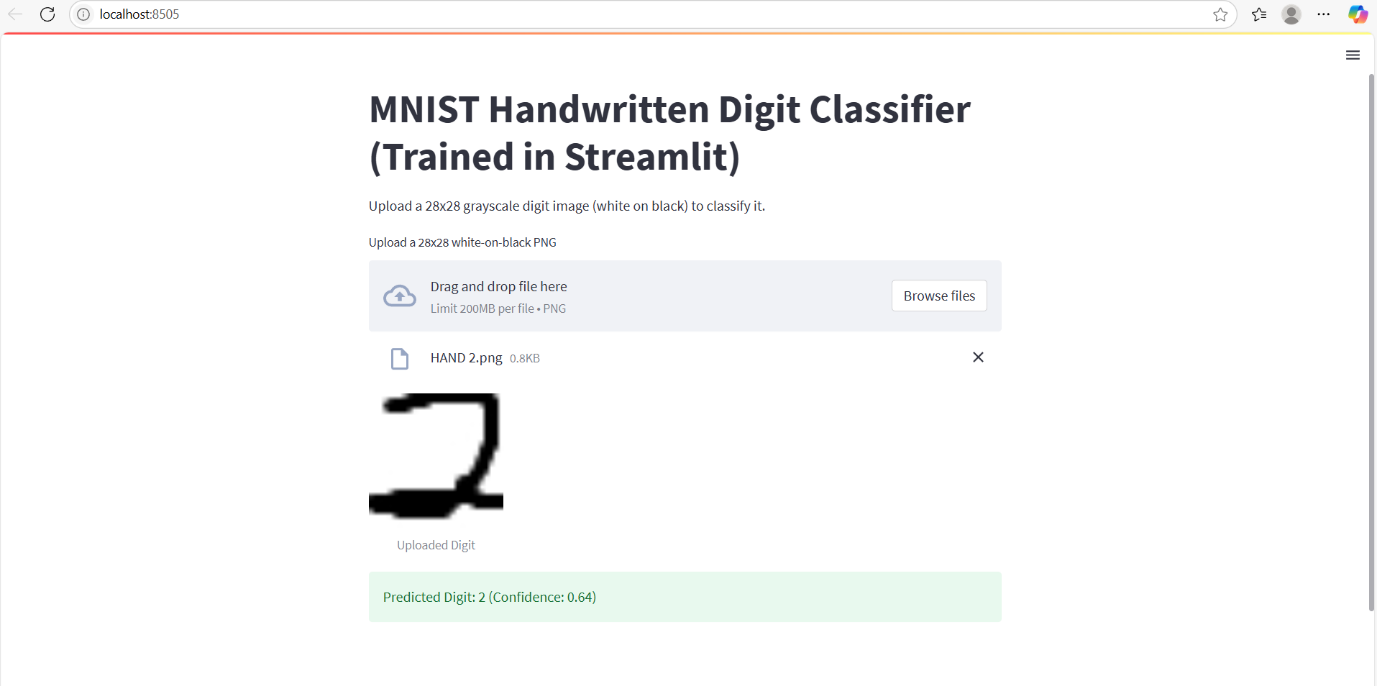 localhost:8505
MNIST Handwritten Digit Classifier
(Trained in Streamlit)
Upload a 28x28 grayscale digit image (white on black) to classify it.
Upload a 28x28 white-on-black PNG
Drag and drop file here
Limit 200MB per file • PNG
Browse files
HAND 2.png 0.8KB
2
Uploaded Digit
Predicted Digit: 2 (Confidence: 0.64)